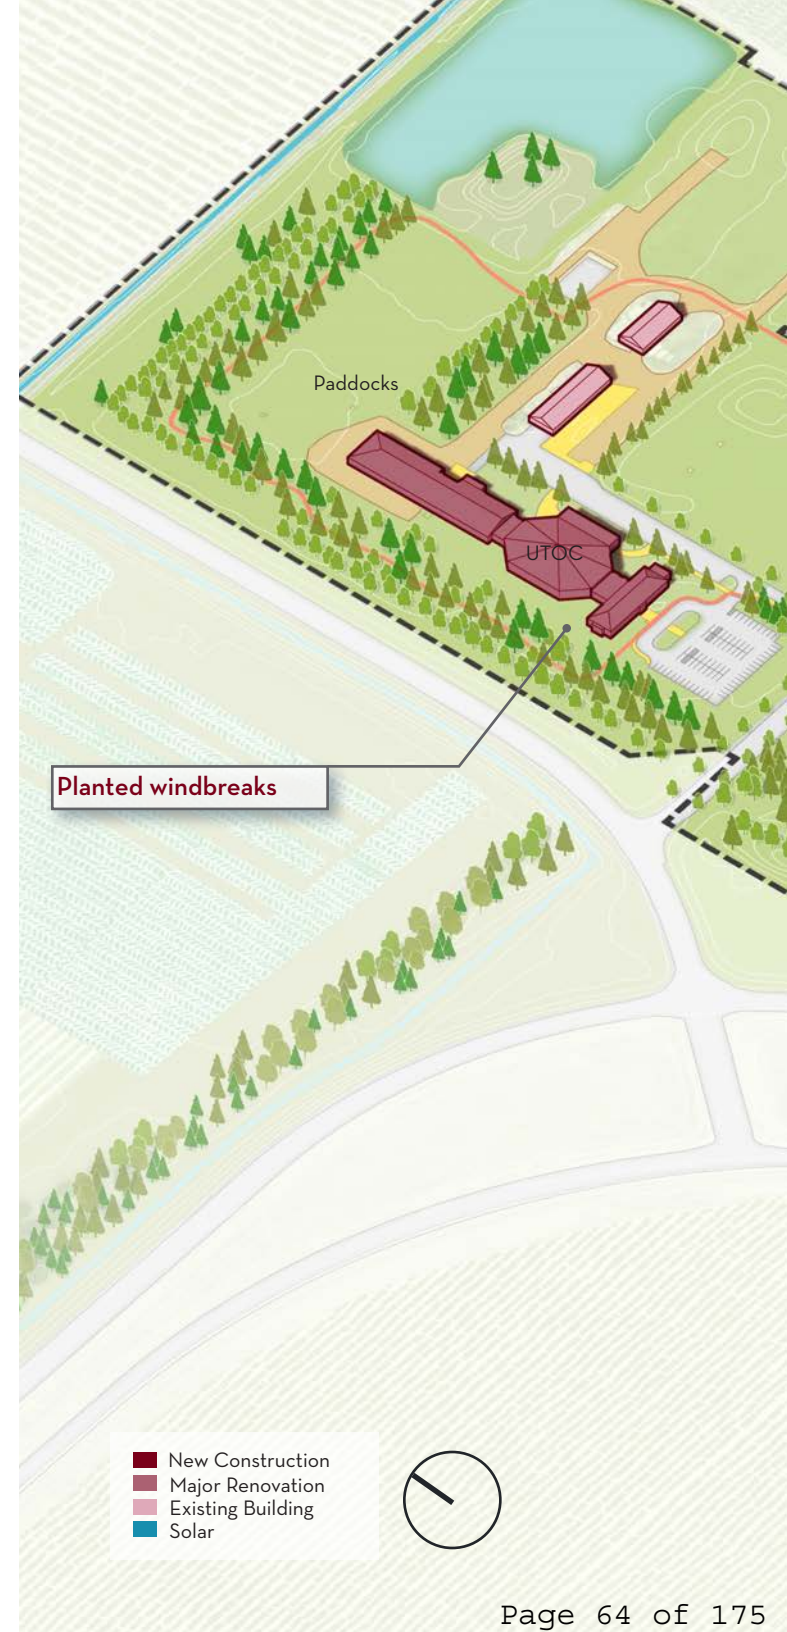 Paddocks
UTOC
Planted windbreaks
New Construction
Major Renovation
Existing Building
Solar
Page 64 of 175